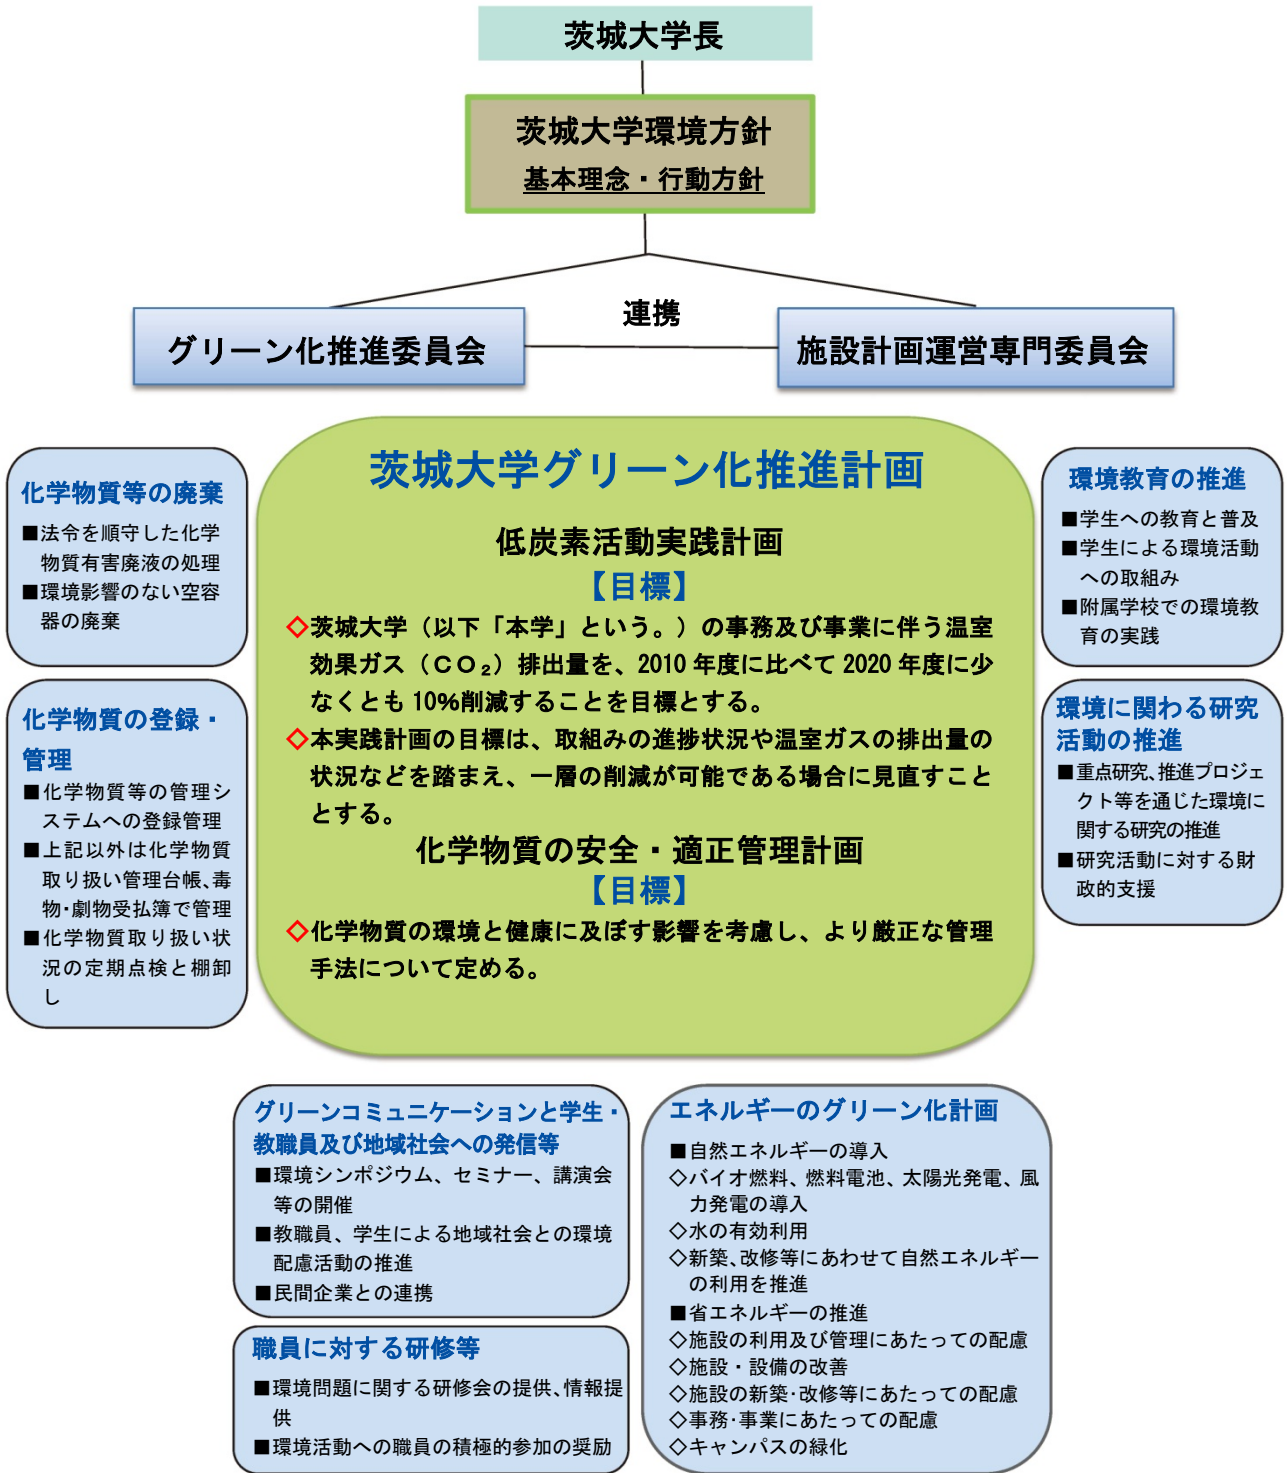 茨城大学長
茨城大学環境方針
基本理念・行動方針
連携
グリーン化推進委員会
施設計画運営専門委員会
茨城大学グリーン化推進計画
低炭素活動実践計画
【目標】
◇茨城大学（以下「本学」という。）の事務及び事業に伴う温室
効果ガス（ＣＯ₂）排出量を、2010 年度に比べて 2020 年度に少
なくとも 10%削減することを目標とする。
◇本実践計画の目標は、取組みの進捗状況や温室ガスの排出量の
状況などを踏まえ、一層の削減が可能である場合に見直すこと
とする。
化学物質の安全・適正管理計画
【目標】
◇化学物質の環境と健康に及ぼす影響を考慮し、より厳正な管理
手法について定める。
化学物質等の廃棄
■法令を順守した化学
物質有害廃液の処理
■環境影響のない空容
器の廃棄
化学物質の登録・
管理
■化学物質等の管理シ
ステムへの登録管理
■上記以外は化学物質
取り扱い管理台帳、毒
物・劇物受払簿で管理
■化学物質取り扱い状
況の定期点検と棚卸
し
環境教育の推進
■学生への教育と普及
■学生による環境活動
への取組み
■附属学校での環境教
育の実践
環境に関わる研究
活動の推進
■重点研究、推進プロジェ
クト等を通じた環境に
関する研究の推進
■研究活動に対する財
政的支援
グリーンコミュニケーションと学生・
教職員及び地域社会への発信等
■環境シンポジウム、セミナー、講演会
等の開催
■教職員、学生による地域社会との環境
配慮活動の推進
■民間企業との連携
職員に対する研修等
■環境問題に関する研修会の提供、情報提
供
■環境活動への職員の積極的参加の奨励
エネルギーのグリーン化計画
■自然エネルギーの導入
◇バイオ燃料、燃料電池、太陽光発電、風
力発電の導入
◇水の有効利用
◇新築、改修等にあわせて自然エネルギー
の利用を推進
■省エネルギーの推進
◇施設の利用及び管理にあたっての配慮
◇施設・設備の改善
◇施設の新築・改修等にあたっての配慮
◇事務・事業にあたっての配慮
◇キャンパスの緑化